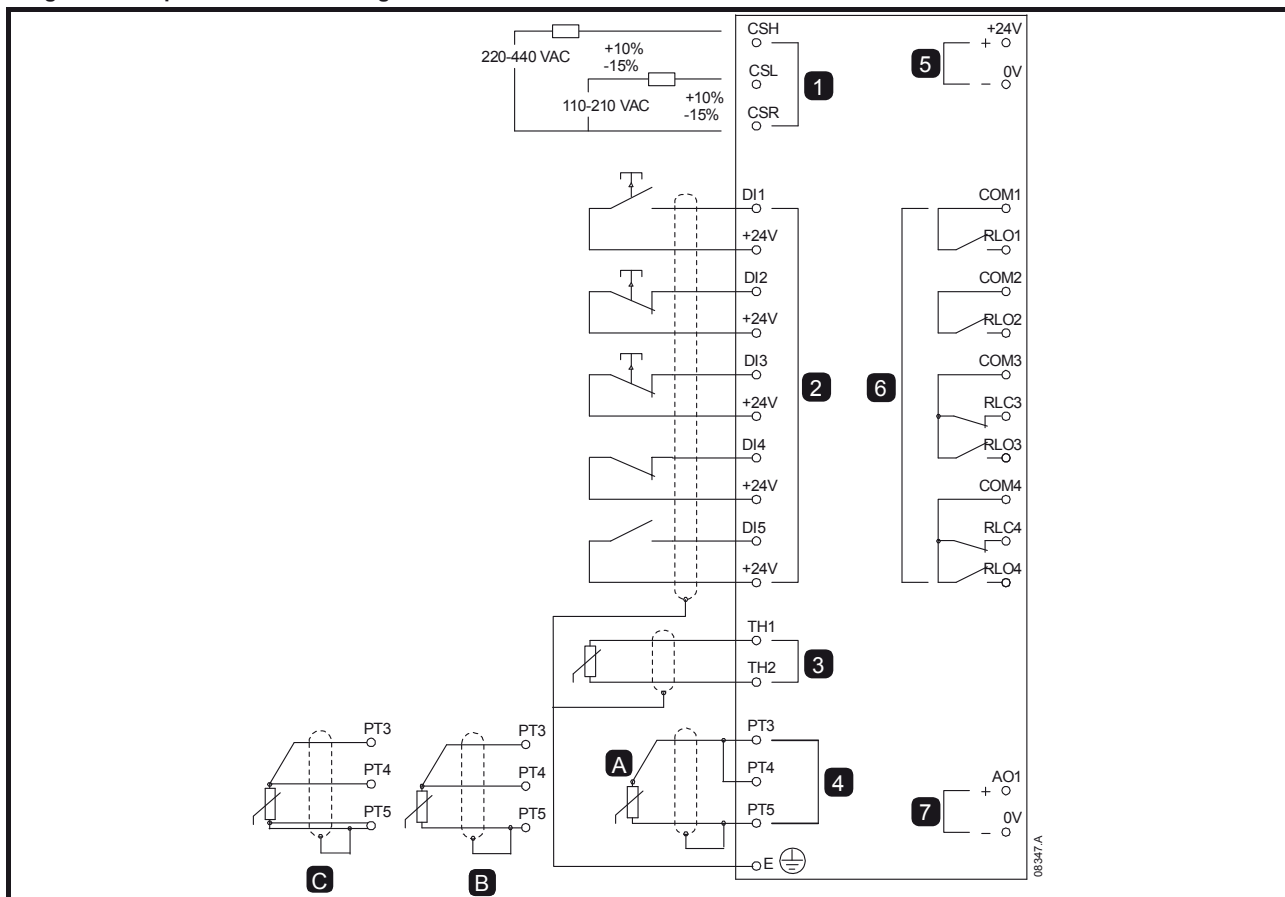 CSH
+24V
220-440 VAC
+10%
-15%
5
+
0V
–
CSL
1
110-210 VAC
+10%
-15%
CSR
DI1
COM1
+24V
RLO1
DI2
COM2
+24V
RLO2
DI3
COM3
2
6
+24V
RLC3
DI4
RLO3
+24V
COM4
DI5
RLC4
+24V
RLO4
TH1
3
TH2
PT3
PT3
PT3
A
PT4
PT4
PT4
4
AO1
+
PT5
PT5
PT5
7
0V
–
E
C
B
08347.A